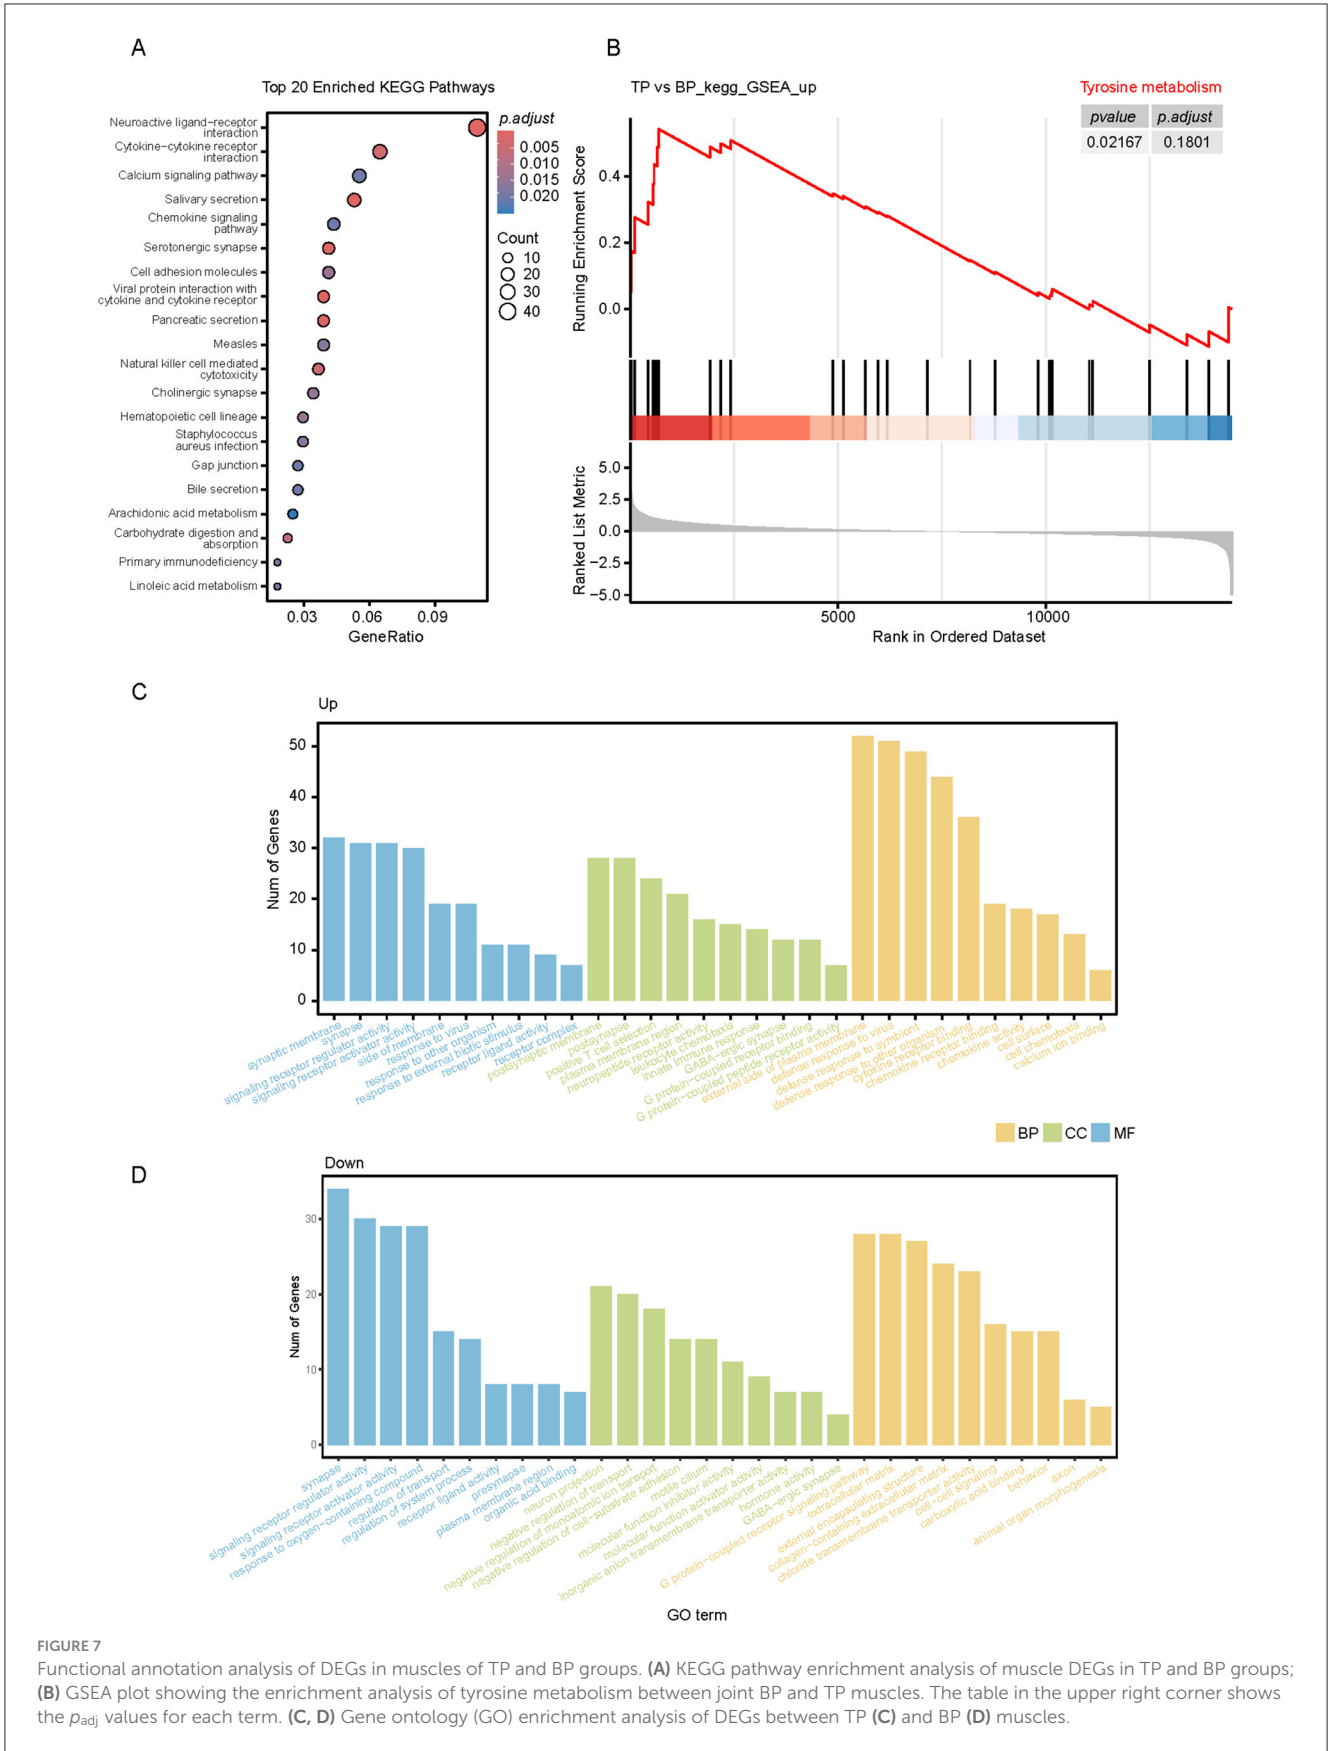 A
Top 20 Enriched KEGG Pathways
Neuroactive ligand−receptor
interaction
Cytokine−cytokine receptor
interaction
Calcium signaling pathway
Salivary secretion
Chemokine signaling
pathway
Serotonergic synapse
Cell adhesion molecules
Viral protein interaction with
cytokine and cytokine receptor
Pancreatic secretion
Measles
Natural killer cell mediated
cytotoxicity
Cholinergic synapse
Hematopoietic cell lineage
Staphylococcus
aureus infection
Gap junction
Bile secretion
Arachidonic acid metabolism
Carbohydrate digestion and
absorption
Primary immunodeficiency
Linoleic acid metabolism
0.03 0.06 0.09
GeneRatio
p.adjust
0.005
0.010
0.015
0.020
Count
10
20
30
40
B
TP vs BP_kegg_GSEA_up
Tyrosine metabolism
pvalue p.adjust
0.02167 0.1801
Running Enrichment Score
0.4
0.2
0.0
Ranked List Metric
5.0
2.5
0.0
−2.5
−5.0
5000 10000
Rank in Ordered Dataset
C
Up
Num of Genes
50
40
30
20
10
0
synaptic membrane
synapse
signaling receptor regulator activity
signaling receptor activator activity
side of membrane
response to virus
response to other organism
response to external biotic stimulus
receptor ligand activity
receptor complex
postsynaptic membrane
postsynapse
positive T cell selection
plasma membrane region
neuropeptide receptor activity
leukocyte chemotaxis
innate immune response
GABA−ergic synapse
G protein−coupled receptor binding
G protein−coupled peptide receptor activity
external side of plasma membrane
defense response to virus
defense response to symbiont
defense response to other organism
cytokine receptor binding
chemokine receptor binding
chemokine activity
cell surface
cell chemotaxis
calcium ion binding
BP CC MF
D
Down
Num of Genes
30
20
10
0
synapse
signaling receptor regulator activity
signaling receptor activator activity
response to oxygen−containing compound
regulation of transport
regulation of system process
receptor ligand activity
presynapse
plasma membrane region
organic acid binding
neuron projection
negative regulation of transport
negative regulation of monoatomic ion transport
negative regulation of cell−substrate adhesion
motile cilium
molecular function inhibitor activity
molecular function activator activity
inorganic anion transmembrane transporter activity
hormone activity
GABA−ergic synapse
G protein−coupled receptor signaling pathway
extracellular matrix
external encapsulating structure
collagen−containing extracellular matrix
chloride transmembrane transporter activity
cell−cell signaling
carboxylic acid binding
behavior
axon
animal organ morphogenesis
GO term
FIGURE 7
Functional annotation analysis of DEGs in muscles of TP and BP groups. (A) KEGG pathway enrichment analysis of muscle DEGs in TP and BP groups;
(B) GSEA plot showing the enrichment analysis of tyrosine metabolism between joint BP and TP muscles. The table in the upper right corner shows
the padj values for each term. (C, D) Gene ontology (GO) enrichment analysis of DEGs between TP (C) and BP (D) muscles.